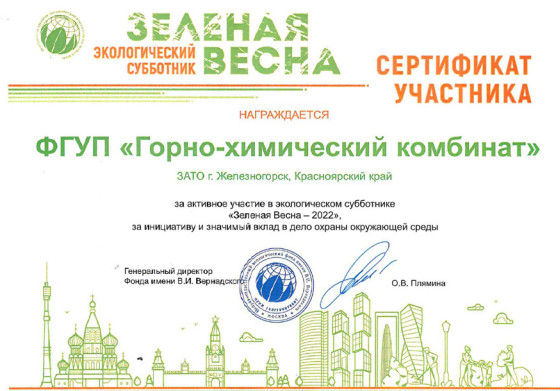 ЗЕЛЕНАЯ
ЭКОЛОГИЧЕСКИЙ
СУББОТНИК
ВЕСНА
СЕРТИФИКАТ
УЧАСТНИКА
НАГРАЖДАЕТСЯ
ФГУП «Горно-химический комбинат»
ЗАТО г. Железногорск, Красноярский край
за активное участие в экологическом субботнике
«Зеленая Весна – 2022»,
за инициативу и значимый вклад в дело охраны окружающей среды
Генеральный директор
Фонда имени В.И. Вернадского
О.В. Плямина